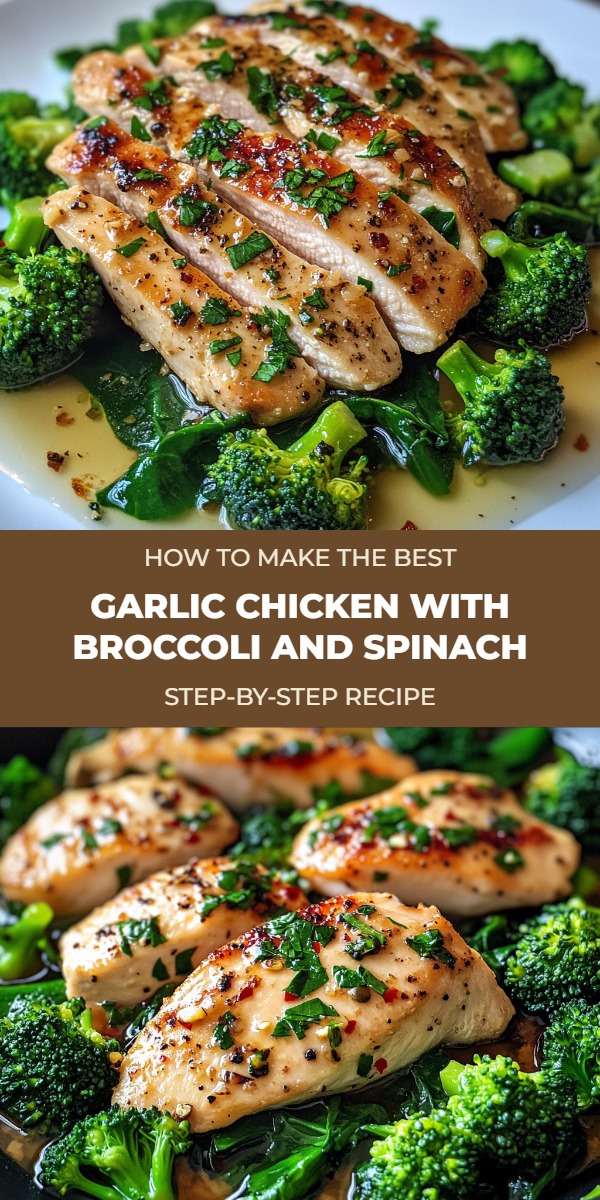 HOW TO MAKE THE BEST
GARLIC CHICKEN WITH
BROCCOLI AND SPINACH
STEP-BY-STEP RECIPE